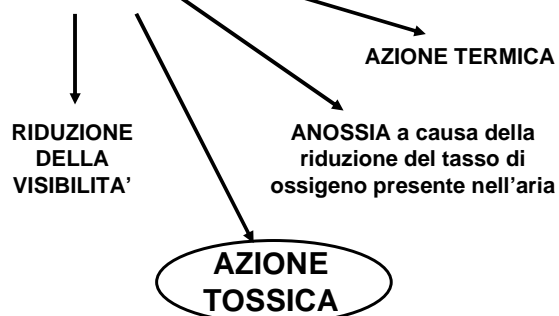 AZIONE TERMICA
RIDUZIONE
DELLA
VISIBILITA’
ANOSSIA a causa della
riduzione del tasso di
ossigeno presente nell’aria
AZIONE
TOSSICA